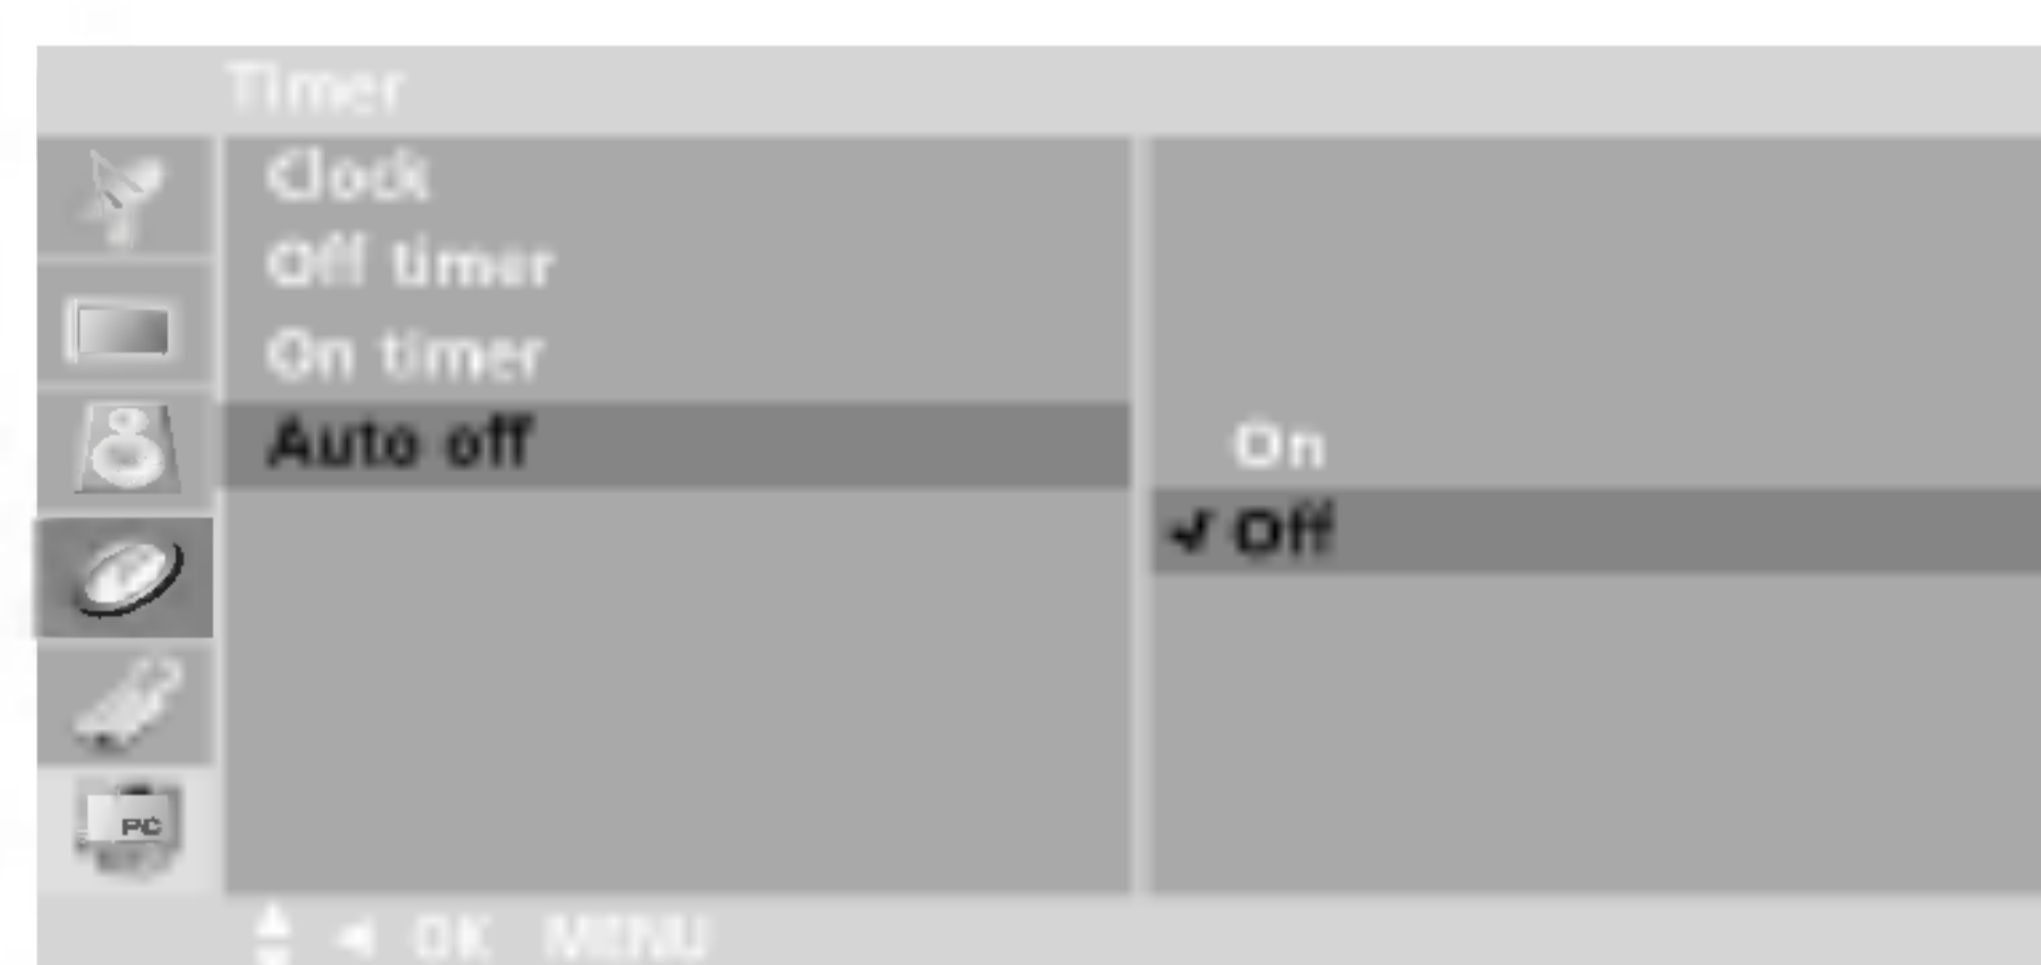 Timer
Clock
Off timer
On timer
Auto off
On
✔ Off
PC
OK MENU